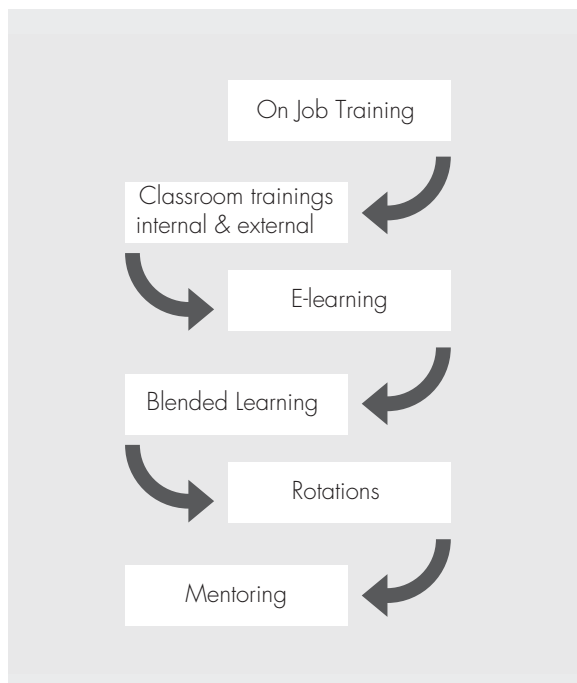 On Job Training
Classroom trainings
internal & external
E-learning
Blended Learning
Rotations
Mentoring